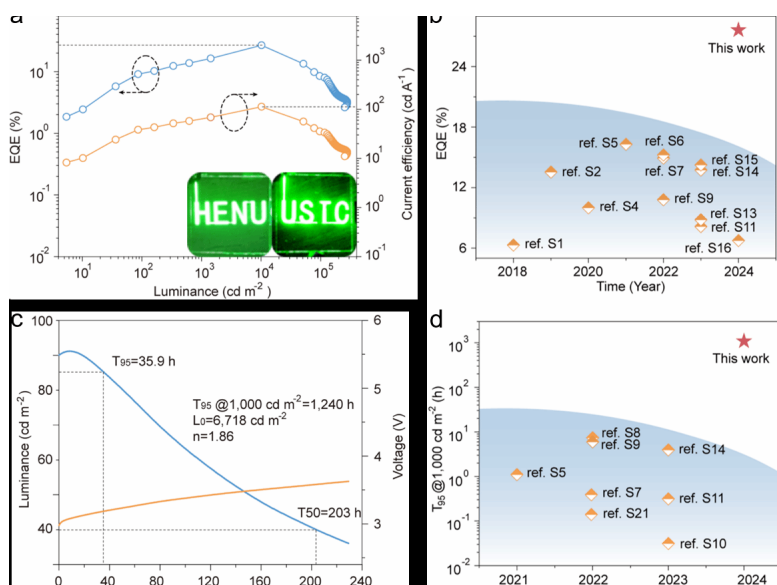 a
EQE (%)
10¹
10⁰
10⁻¹
10⁻²
10¹
10²
10³
10⁴
10⁵
Luminance (cd m⁻²)
10³
10²
10¹
10⁰
10⁻¹
Current efficiency (cd A⁻¹)
HENU USTC
b
EQE (%)
28
18
12
6
2018
2020
2022
2024
Time (Year)
This work
ref. S5
ref. S6
ref. S15
ref. S2
ref. S7
ref. S14
ref. S4
ref. S9
ref. S13
ref. S11
ref. S1
ref. S16
c
Luminance (cd m⁻²)
100
80
60
40
0
40
80
120
160
200
240
6
5
4
3
Voltage (V)
T₉₅=35.9 h
T₉₅ @1,000 cd m⁻²=1,240 h
L₀=6,718 cd m⁻²
n=1.86
T50=203 h
d
T₉₅ @1,000 cd m⁻² (h)
10³
10²
10¹
10⁰
10⁻¹
10⁻²
2021
2022
2023
2024
This work
ref. S8
ref. S9
ref. S14
ref. S5
ref. S7
ref. S11
ref. S21
ref. S10